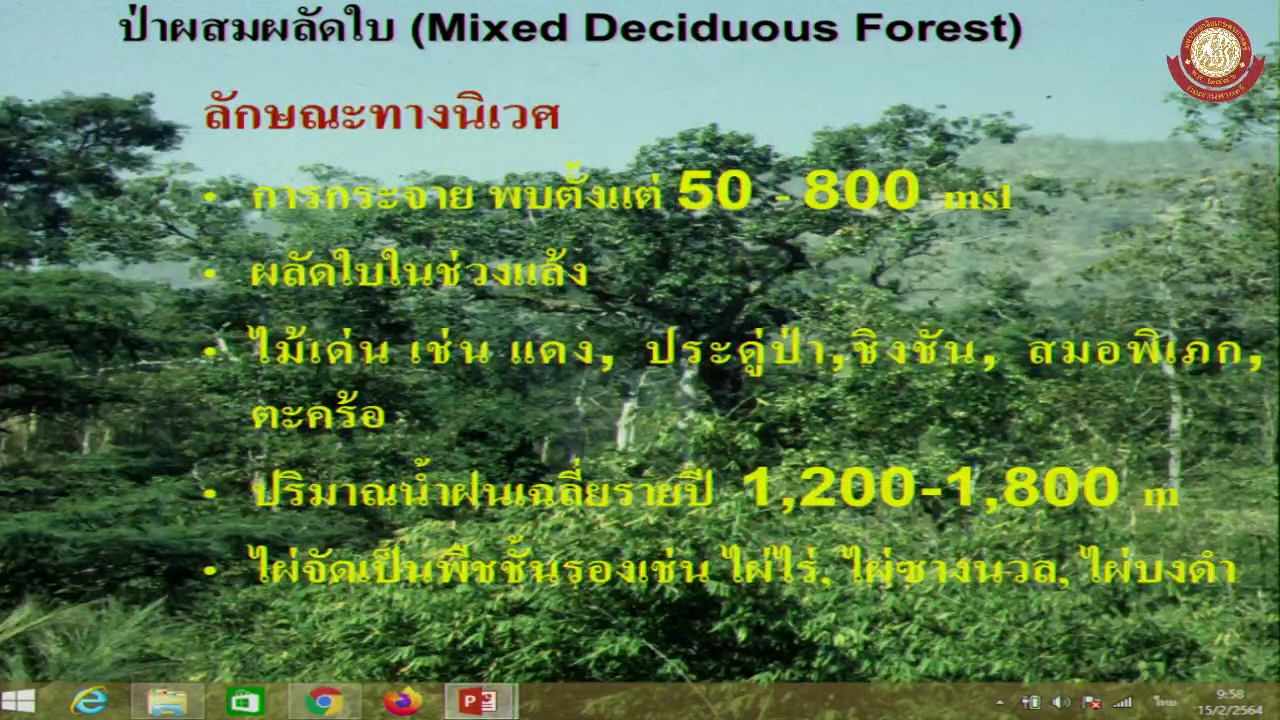 ป่าผสมผลัดใบ (Mixed Deciduous Forest)
ลักษณะทางนิเวศ
• การกระจาย พบตั้งแต่ 50 - 800 msl
• ผลัดใบในช่วงแล้ง
• ไม้เด่น เช่น แดง, ประดู่ป่า,ชิงชัน, สมอพิเภก,
ตะคร้อ
• ปริมาณน้ำฝนเฉลี่ยรายปี 1,200-1,800 m
• ไผ่จัดเป็นพืชชั้นรองเช่น ไผ่ไร่, ไผ่ซางนวล, ไผ่บงดำ
ไทย
9:58
15/2/2564